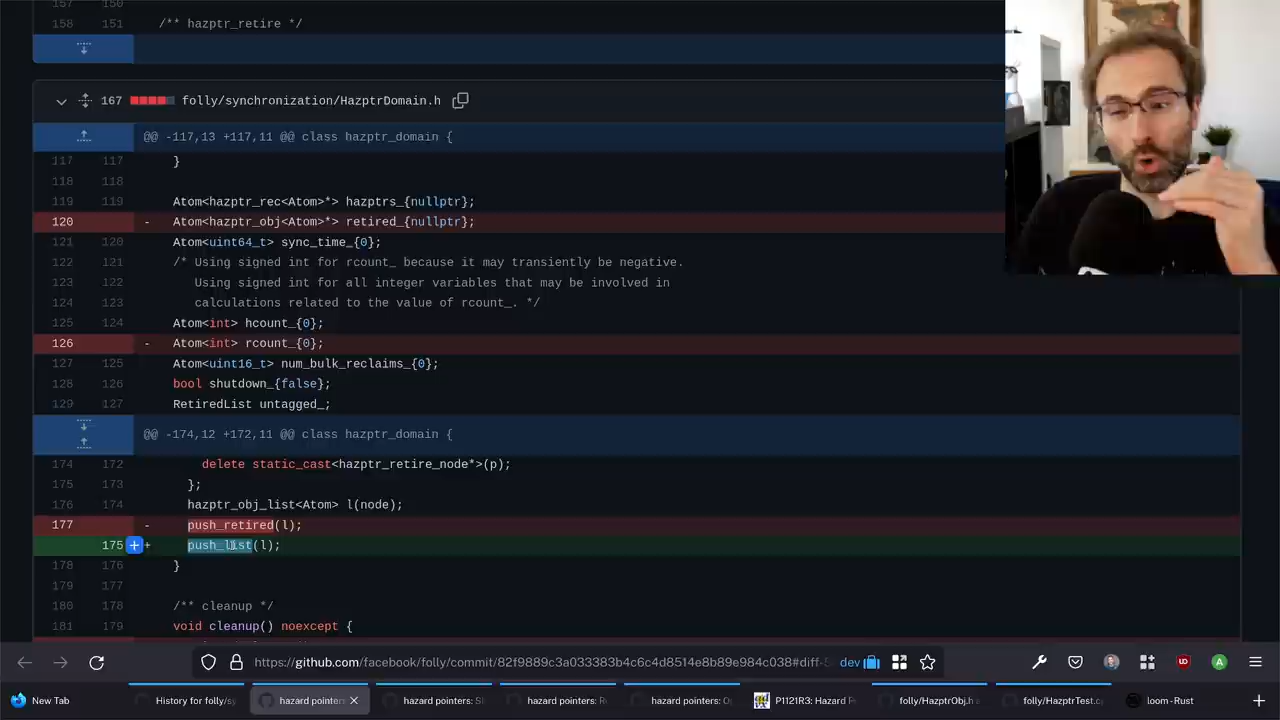 157 150
158 151 /** hazptr_retire */
167 folly/synchronization/HazptrDomain.h
@@ -117,13 +117,11 @@ class hazptr_domain {
117 117 }
118 118
119 119 Atom<hazptr_rec<Atom>*> hazptrs_{nullptr};
120 - Atom<hazptr_obj<Atom>*> retired_{nullptr};
121 120 Atom<uint64_t> sync_time_{0};
122 121 /* Using signed int for rcount_ because it may transiently be negative.
123 122 Using signed int for all integer variables that may be involved in
124 123 calculations related to the value of rcount_. */
125 124 Atom<int> hcount_{0};
126 - Atom<int> rcount_{0};
127 125 Atom<uint16_t> num_bulk_reclaims_{0};
128 126 bool shutdown_{false};
129 127 RetiredList untagged_;
@@ -174,12 +172,11 @@ class hazptr_domain {
174 172 delete static_cast<hazptr_retire_node*>(p);
175 173 };
176 174 hazptr_obj_list<Atom> l(node);
177 - push_retired(l);
175 + push_list(l);
178 176 }
179 177
180 178 /** cleanup */
181 179 void cleanup() noexcept {
https://github.com/facebook/folly/commit/82f9889c3a033383b4c6c4d8514e8b89e984c038#diff- dev
New Tab
History for folly/sy
hazard pointers
hazard pointers: Sl
hazard pointers: R
hazard pointers: O
P1121R3: Hazard P
folly/HazptrObj.h
folly/HazptrTest.c
loom - Rust